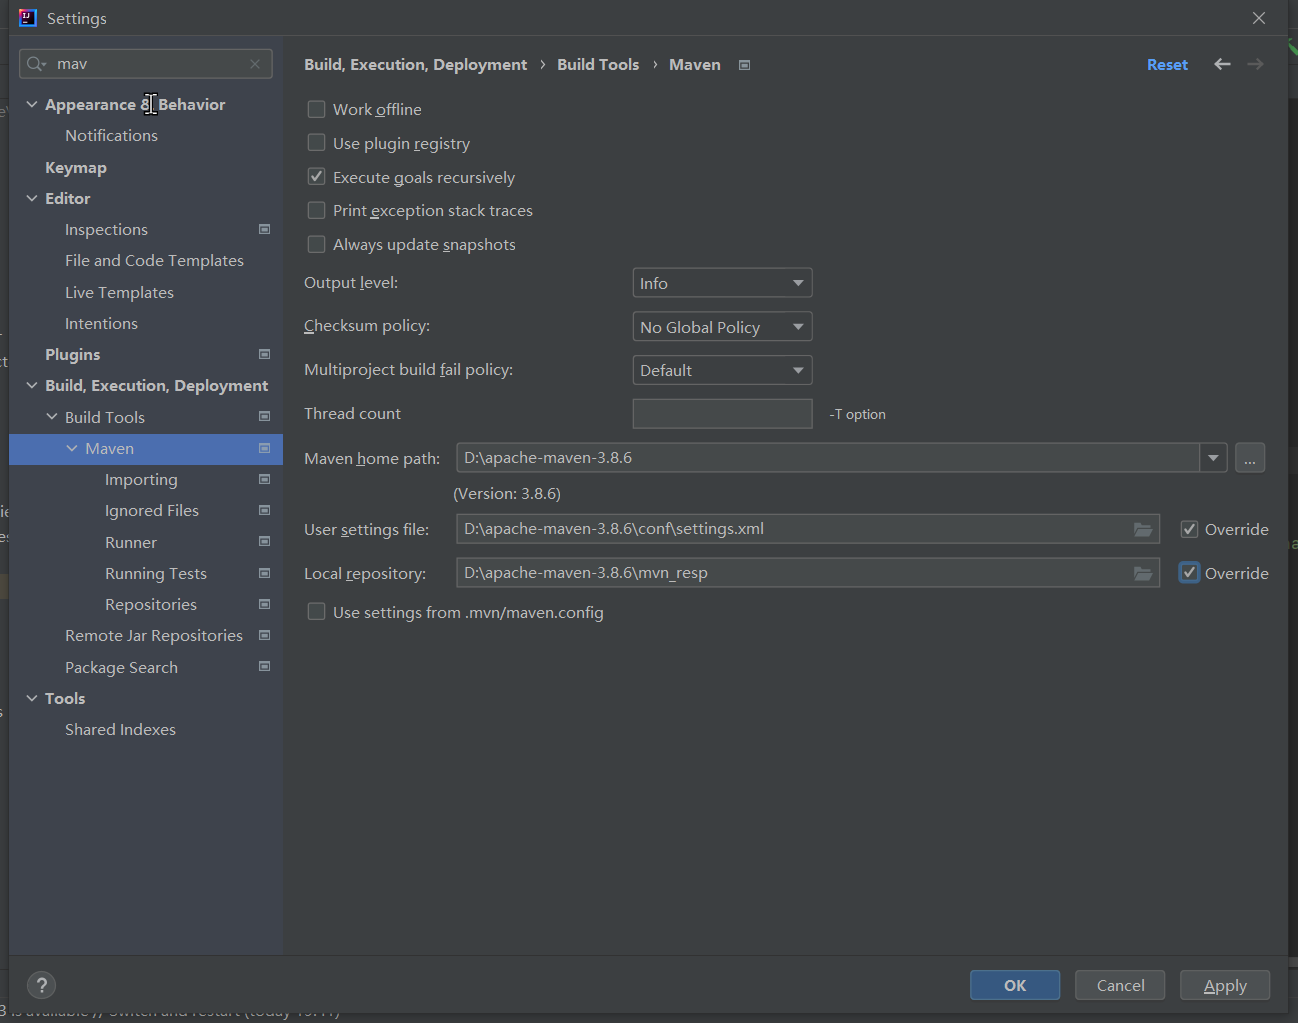 Settings
mav
Appearance & Behavior
Notifications
Keymap
Editor
Inspections
File and Code Templates
Live Templates
Intentions
Plugins
Build, Execution, Deployment
Build Tools
Maven
Importing
Ignored Files
Runner
Running Tests
Repositories
Remote Jar Repositories
Package Search
Tools
Shared Indexes
Build, Execution, Deployment › Build Tools › Maven
Reset
Work offline
Use plugin registry
Execute goals recursively
Print exception stack traces
Always update snapshots
Output level: Info
Checksum policy: No Global Policy
Multiproject build fail policy: Default
Thread count -T option
Maven home path: D:\apache-maven-3.8.6 ...
(Version: 3.8.6)
User settings file: D:\apache-maven-3.8.6\conf\settings.xml Override
Local repository: D:\apache-maven-3.8.6\mvn_resp Override
Use settings from .mvn/maven.config
? OK Cancel Apply